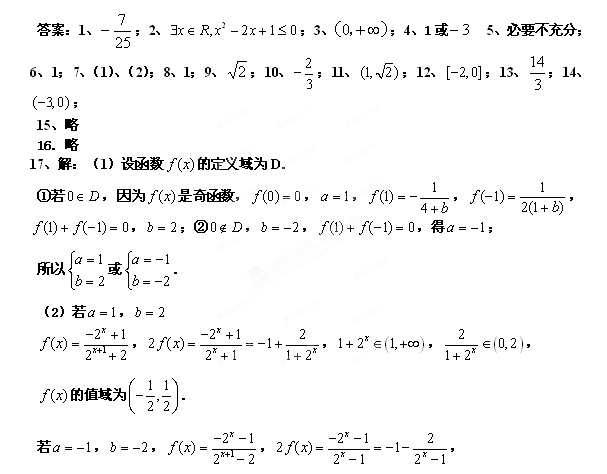 答案：1、$-\frac{7}{25}$；2、$\exists x\in R,x^2-2x+1\leq 0$；3、$(0,+\infty)$；4、1或$-3$ 5、必要不充分；
6、1；7、(1)、(2)；8、1；9、$\sqrt{2}$；10、$-\frac{2}{3}$；11、$(1,\sqrt{2})$；12、$[-2,0]$；13、$\frac{14}{3}$；14、
$(-3,0)$；
15、略
16．略
17、解：（1）设函数$f(x)$的定义域为D．
①若$0\in D$，因为$f(x)$是奇函数，$f(0)=0$，$a=1$，$f(1)=-\frac{1}{4+b}$，$f(-1)=\frac{1}{2(1+b)}$，
$f(1)+f(-1)=0$，$b=2$；②$0\notin D$，$b=-2$，$f(1)+f(-1)=0$，得$a=-1$；
所以$\begin{cases}a=1\\b=2\end{cases}$或$\begin{cases}a=-1\\b=-2\end{cases}$．
（2）若$a=1$，$b=2$
$f(x)=\frac{-2^x+1}{2^{x+1}+2}$，$2f(x)=\frac{-2^x+1}{2^x+1}=-1+\frac{2}{1+2^x}$，$1+2^x\in(1,+\infty)$，$\frac{2}{1+2^x}\in(0,2)$，
$f(x)$的值域为$\left(-\frac{1}{2},\frac{1}{2}\right)$．
若$a=-1$，$b=-2$，$f(x)=\frac{-2^x-1}{2^{x+1}-2}$，$2f(x)=\frac{-2^x-1}{2^x-1}=-1-\frac{2}{2^x-1}$，